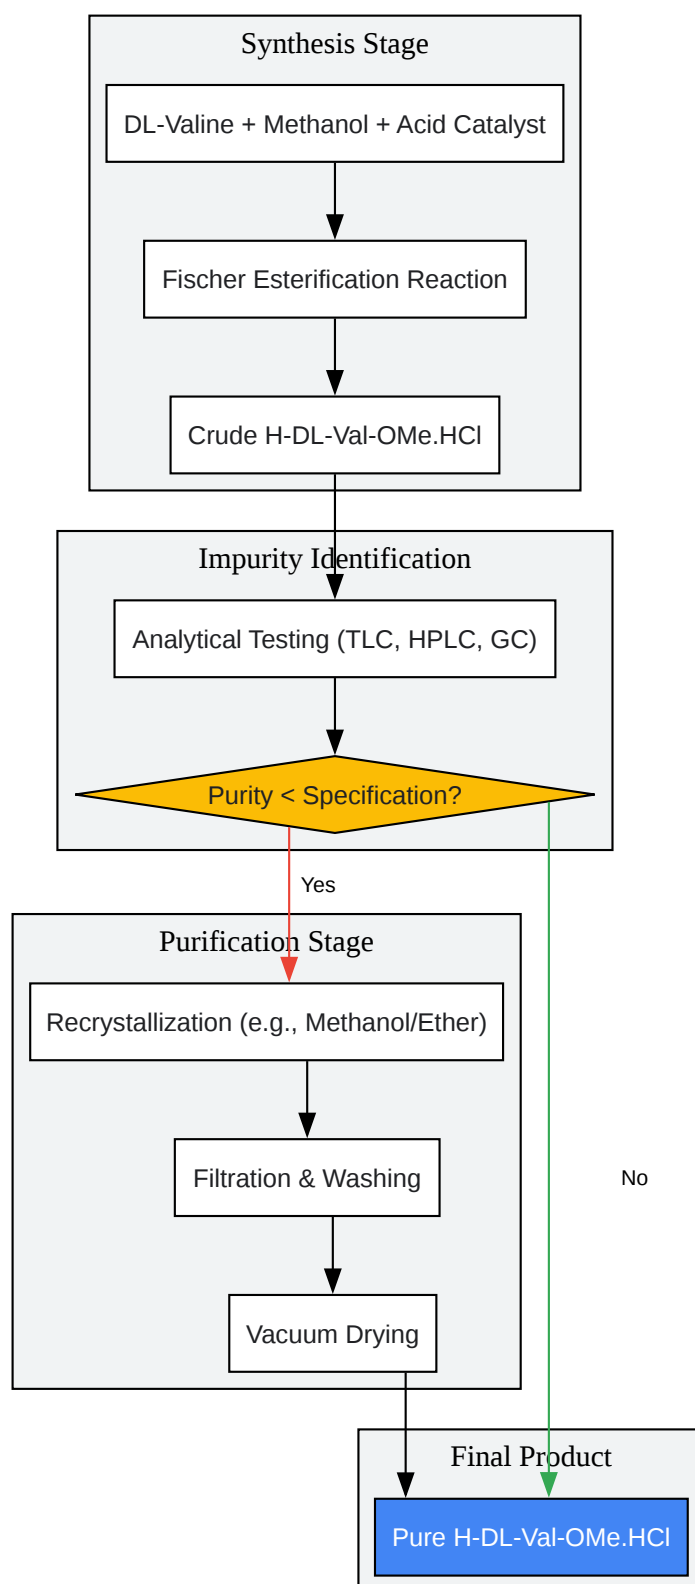 Synthesis Stage
DL-Valine + Methanol + Acid Catalyst
Fischer Esterification Reaction
Crude H-DL-Val-OMe.HCl
Impurity Identification
Analytical Testing (TLC, HPLC, GC)
Purity < Specification?
Yes
Purification Stage
Recrystallization (e.g., Methanol/Ether)
Filtration & Washing
No
Vacuum Drying
Final Product
Pure H-DL-Val-OMe.HCl